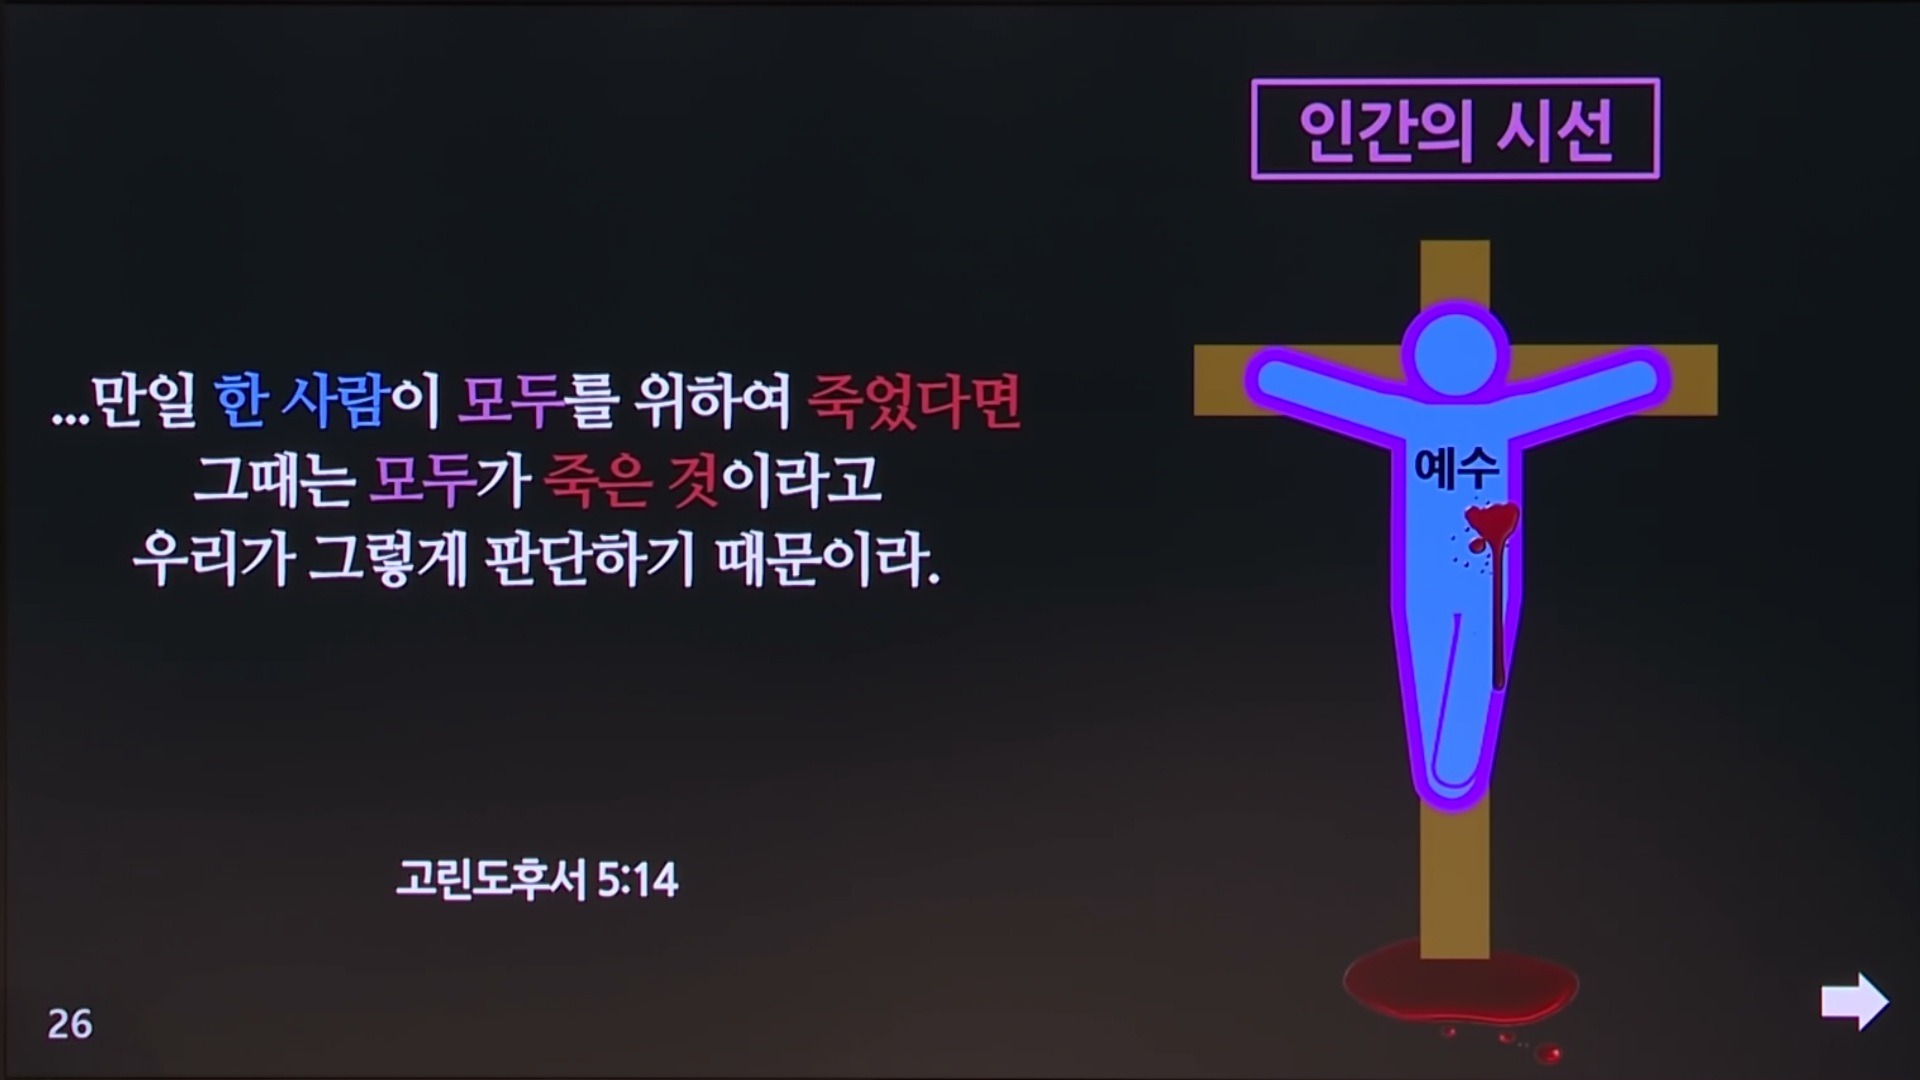 인간의 시선
...만일 한 사람이 모두를 위하여 죽었다면
그때는 모두가 죽은 것이라고
우리가 그렇게 판단하기 때문이라.
예수
고린도후서 5:14
26